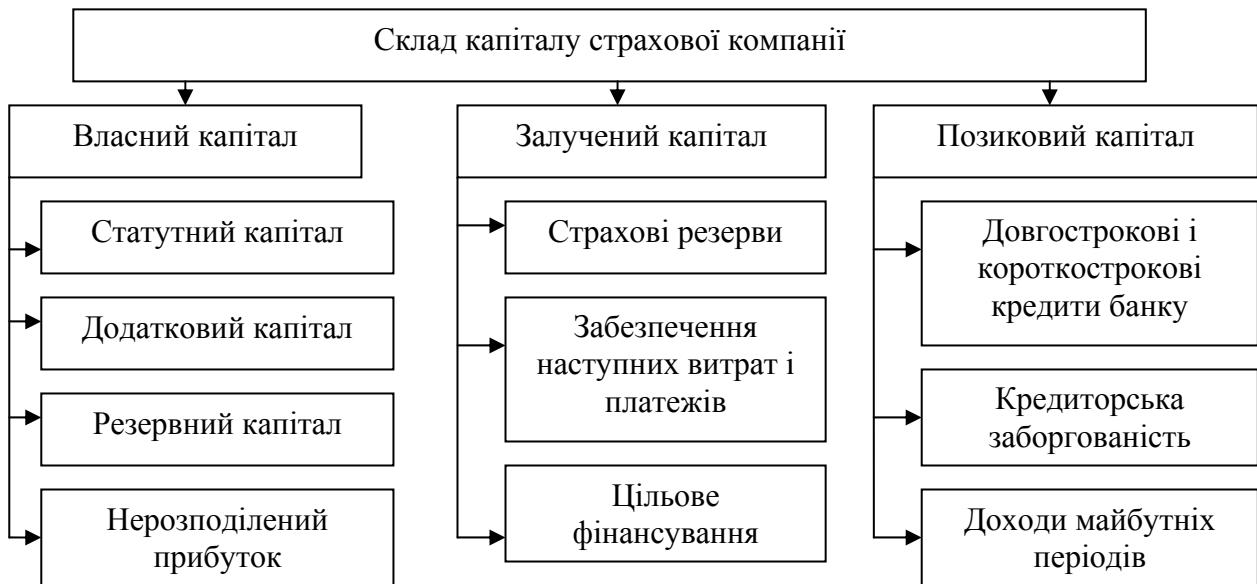 Склад капіталу страхової компанії
Власний капітал
Статутний капітал
Додатковий капітал
Резервний капітал
Нерозподілений
прибуток
Залучений капітал
Страхові резерви
Забезпечення
наступних витрат і
платежів
Цільове
фінансування
Позиковий капітал
Довгострокові і
короткострокові
кредити банку
Кредиторська
заборгованість
Доходи майбутніх
періодів